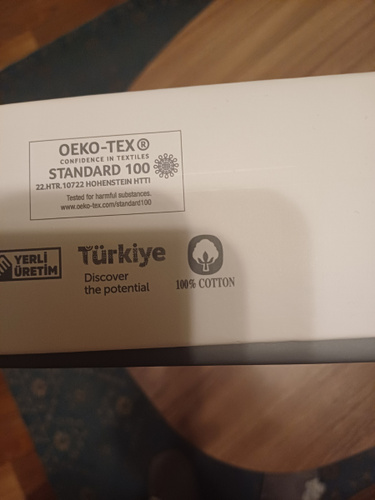 OEKO-TEX®
CONFIDENCE IN TEXTILES
STANDARD 100
22.HTR.10722 HOHENSTEIN HTTI
Tested for harmful substances.
www.oeko-tex.com/standard100
YERLİ
ÜRETİM
Türkiye
Discover
the potential
100% COTTON